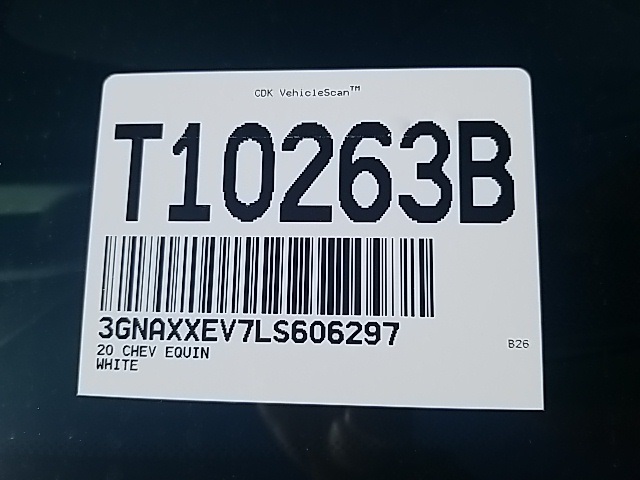 CDK VehicleScan™
T10263B
3GNAXXEV7LS606297
20 CHEV EQUIN
WHITE
B26